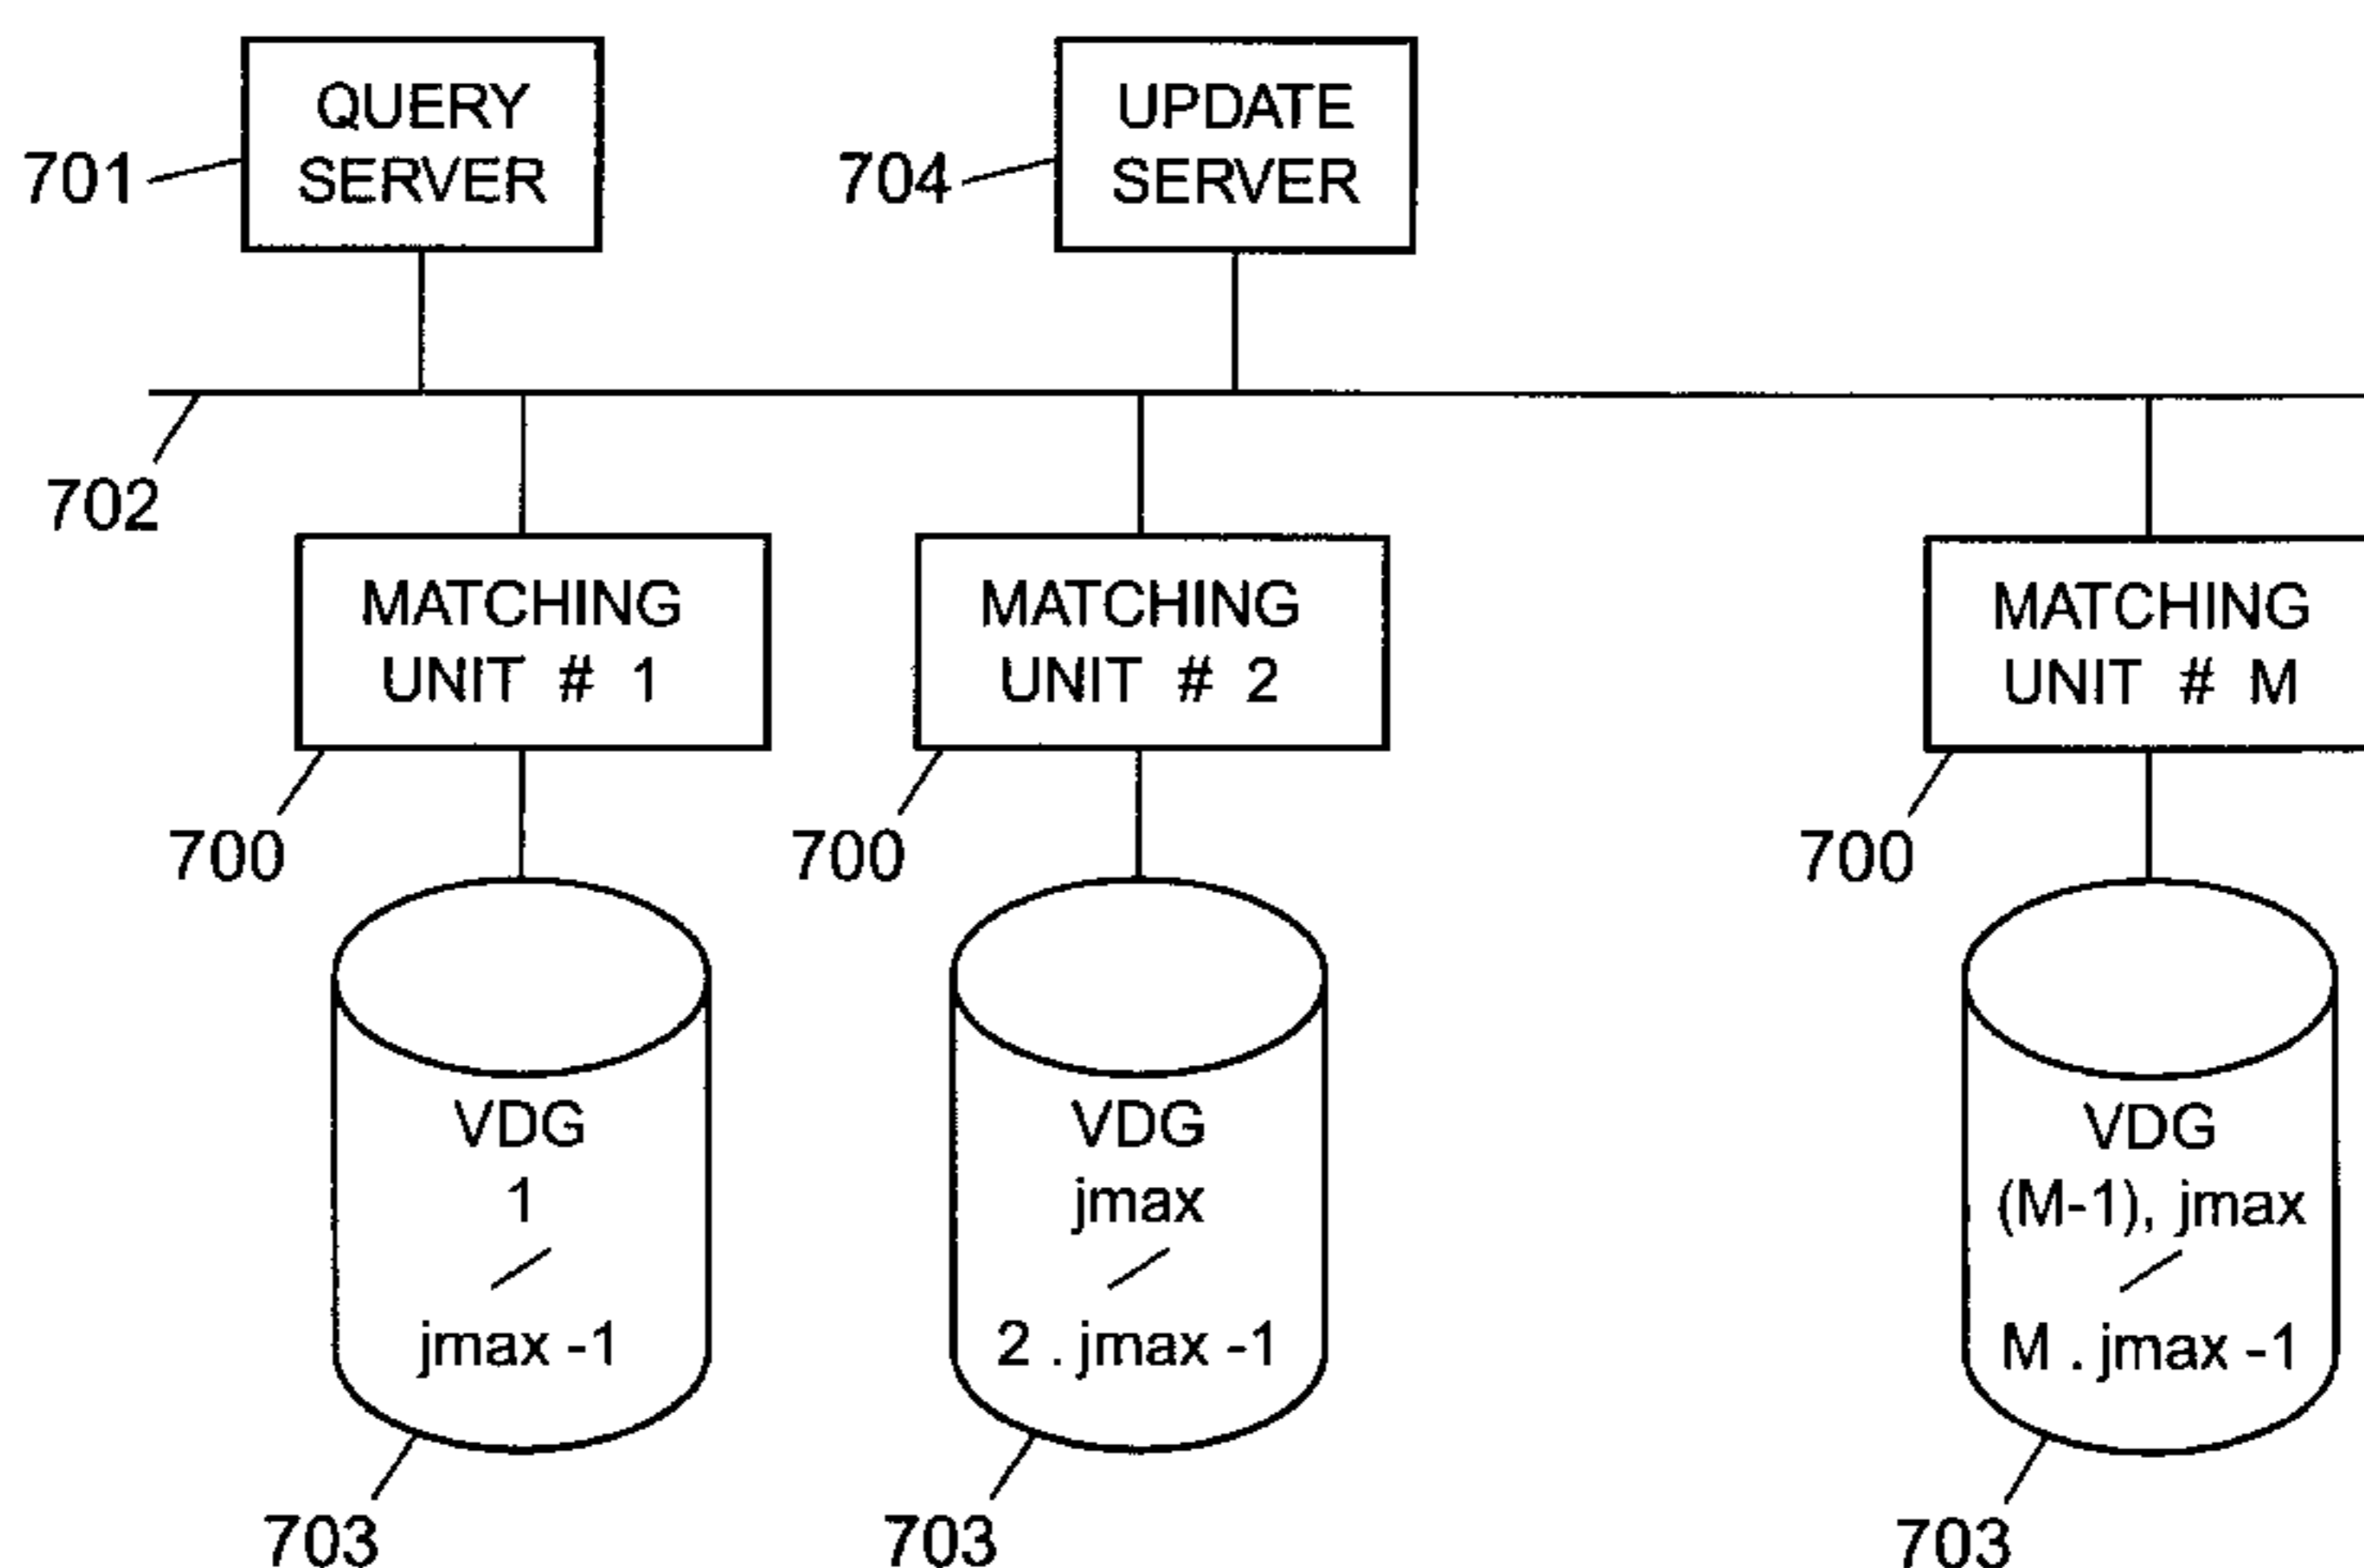 QUERY
SERVER
701
UPDATE
SERVER
704
702
MATCHING
UNIT # 1
MATCHING
UNIT # 2
MATCHING
UNIT # M
700
700
700
VDG
1
/
jmax -1
VDG
jmax
/
2 . jmax -1
VDG
(M-1), jmax
/
M . jmax -1
703
703
703